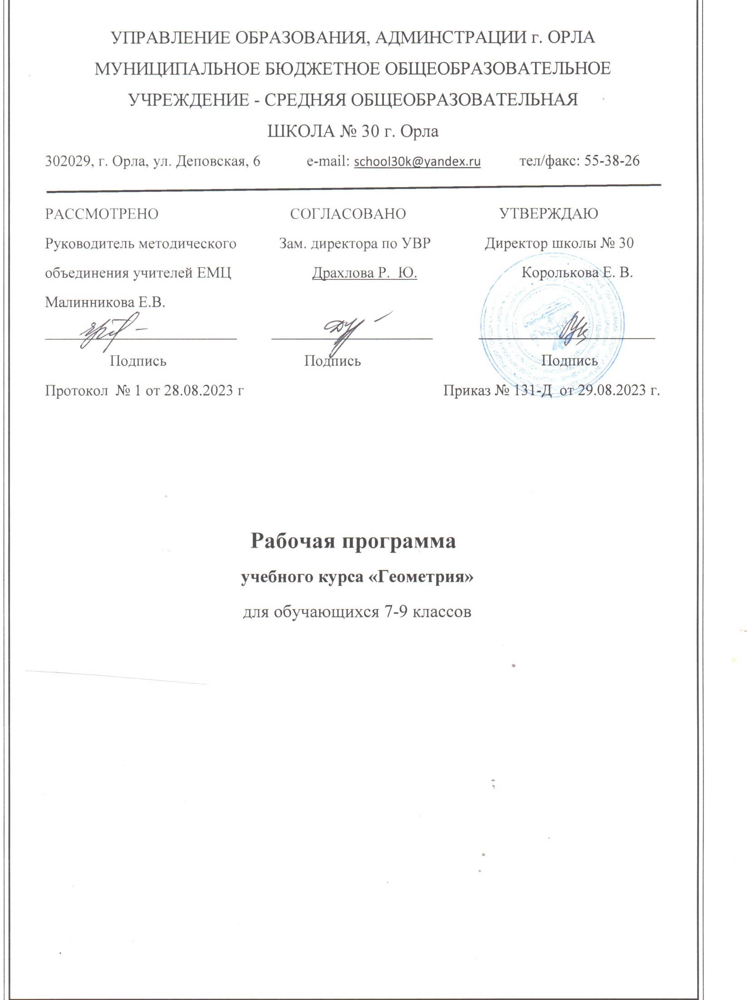 УПРАВЛЕНИЕ ОБРАЗОВАНИЯ, АДМИНСТРАЦИИ г. ОРЛА
МУНИЦИПАЛЬНОЕ БЮДЖЕТНОЕ ОБЩЕОБРАЗОВАТЕЛЬНОЕ
УЧРЕЖДЕНИЕ - СРЕДНЯЯ ОБЩЕОБРАЗОВАТЕЛЬНАЯ
ШКОЛА № 30 г. Орла
302029, г. Орла, ул. Деповская, 6 e-mail: school30k@yandex.ru тел/факс: 55-38-26
РАССМОТРЕНО СОГЛАСОВАНО УТВЕРЖДАЮ
Руководитель методического Зам. директора по УВР Директор школы № 30
объединения учителей ЕМЦ Драхлова Р. Ю. Королькова Е. В.
Малинникова Е.В.
Подпись Подпись Подпись
Протокол № 1 от 28.08.2023 г Приказ № 131-Д от 29.08.2023 г.
Рабочая программа
учебного курса «Геометрия»
для обучающихся 7-9 классов